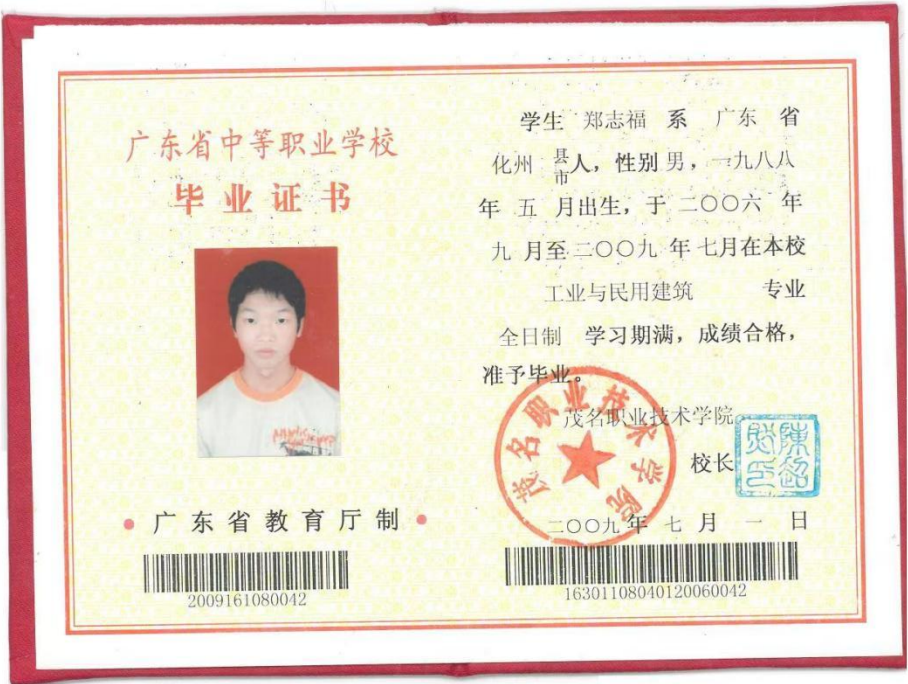 广东省中等职业学校
毕业证书
广东省教育厅制
2009161080042
学生 郑志福 系 广东 省
化州 县市人，性别 男，一九八八
年 五 月出生，于 二〇〇六 年
九 月至 二〇〇九 年 七月在本校
工业与民用建筑 专业
全日制 学习期满，成绩合格，
准予毕业。
茂名职业技术学院
茂名职业技术学院
校长
二〇〇九 年 七 月 一 日
16301108040120060042